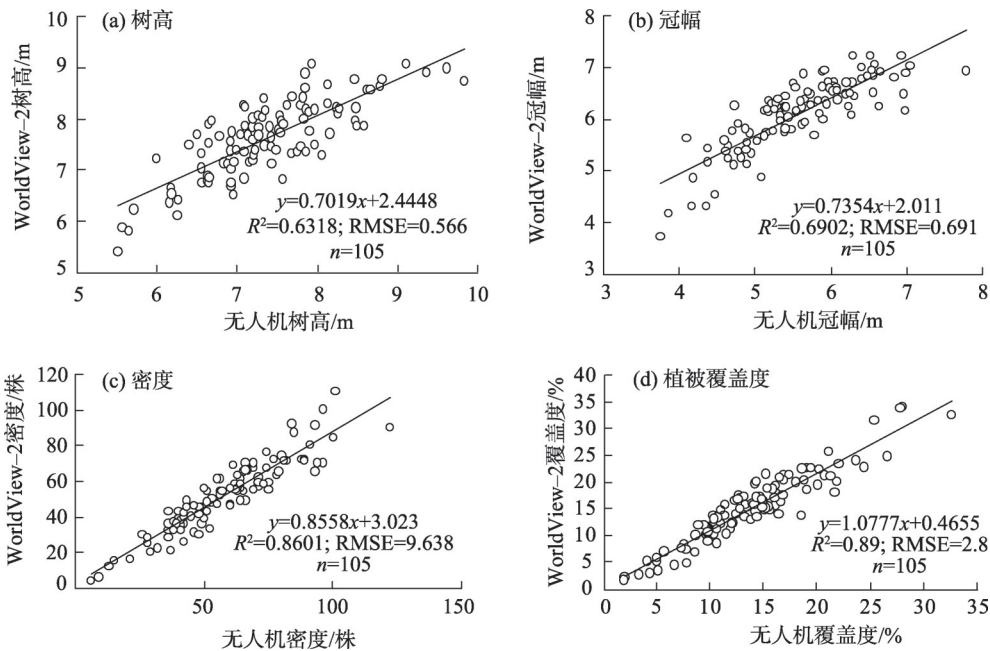 (a) 树高
WorldView–2树高/m
10
9
8
7
6
5
y=0.7019x+2.4448
R²=0.6318; RMSE=0.566
n=105
5 6 7 8 9 10
无人机树高/m
(b) 冠幅
WorldView–2冠幅/m
8
7
6
5
4
3
y=0.7354x+2.011
R²=0.6902; RMSE=0.691
n=105
3 4 5 6 7 8
无人机冠幅/m
(c) 密度
WorldView–2密度/株
120
100
80
60
40
20
0
y=0.8558x+3.023
R²=0.8601; RMSE=9.638
n=105
50 100 150
无人机密度/株
(d) 植被覆盖度
WorldView–2覆盖度/%
40
35
30
25
20
15
10
5
0
y=1.0777x+0.4655
R²=0.89; RMSE=2.8
n=105
0 5 10 15 20 25 30 35
无人机覆盖度/%